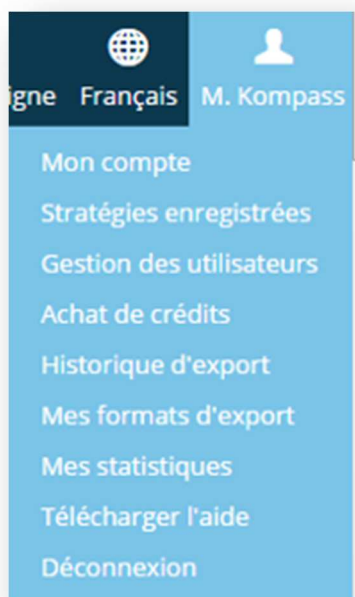 igne Français M. Kompass
Mon compte
Stratégies enregistrées
Gestion des utilisateurs
Achat de crédits
Historique d'export
Mes formats d'export
Mes statistiques
Télécharger l'aide
Déconnexion